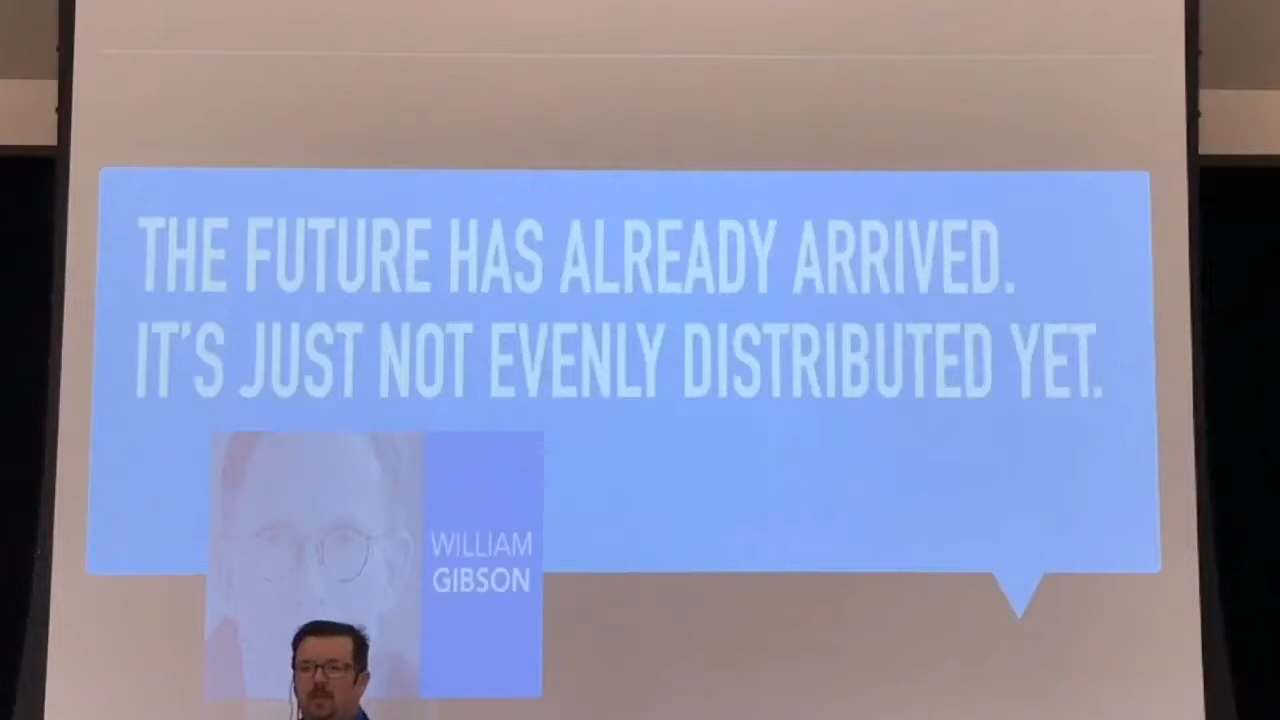 THE FUTURE HAS ALREADY ARRIVED.
IT'S JUST NOT EVENLY DISTRIBUTED YET.
WILLIAM
GIBSON